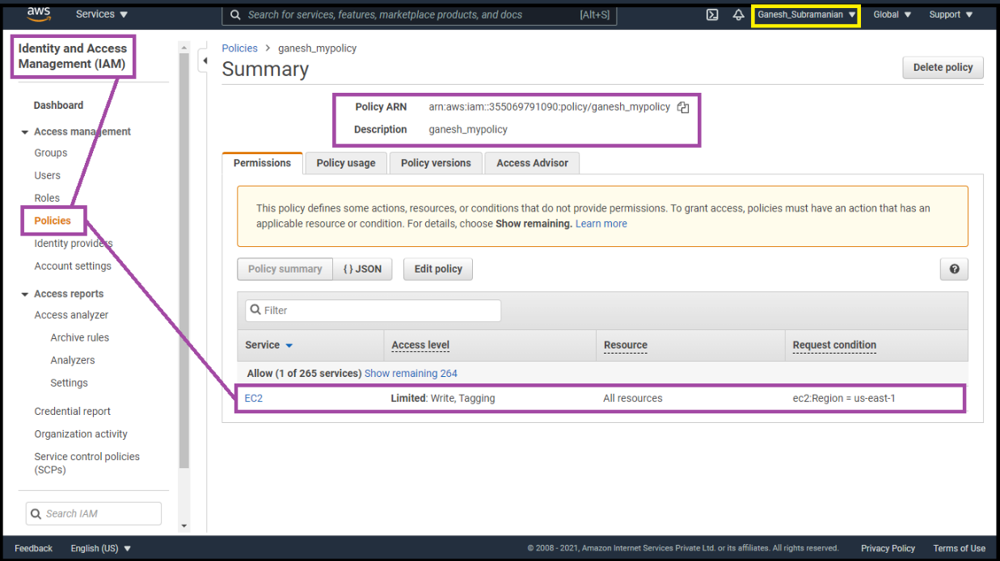 aws
Services
Search for services, features, marketplace products, and docs [Alt+S]
Ganesh_Subramanian
Global
Support
Identity and Access
Management (IAM)
Dashboard
Access management
Groups
Users
Roles
Policies
Identity providers
Account settings
Access reports
Access analyzer
Archive rules
Analyzers
Settings
Credential report
Organization activity
Service control policies
(SCPs)
Search IAM
Policies > ganesh_mypolicy
Summary
Delete policy
Policy ARN arn:aws:iam::355069791090:policy/ganesh_mypolicy
Description ganesh_mypolicy
Permissions Policy usage Policy versions Access Advisor
This policy defines some actions, resources, or conditions that do not provide permissions. To grant access, policies must have an action that has an
applicable resource or condition. For details, choose Show remaining. Learn more
Policy summary { } JSON Edit policy ?
Filter
Service Access level Resource Request condition
Allow (1 of 265 services) Show remaining 264
EC2 Limited: Write, Tagging All resources ec2:Region = us-east-1
Feedback English (US) © 2008 - 2021, Amazon Internet Services Private Ltd. or its affiliates. All rights reserved. Privacy Policy Terms of Use